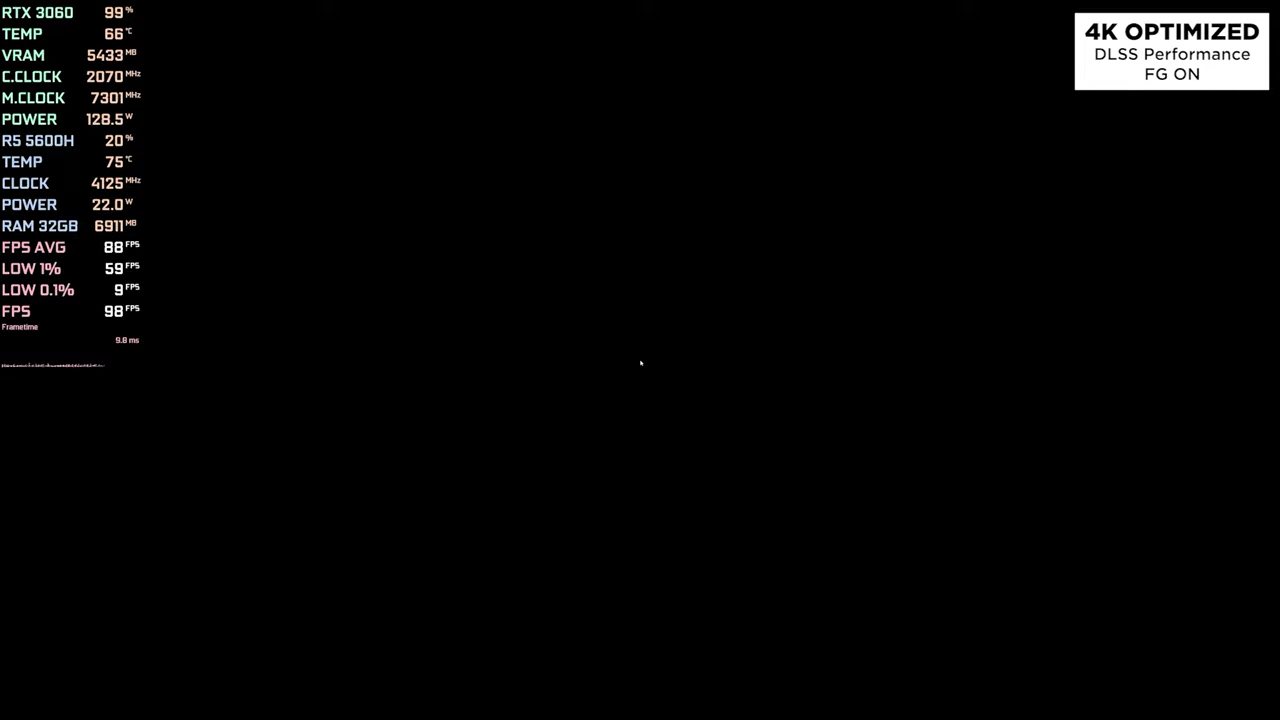 RTX 3060 99 %
TEMP 66 °C
VRAM 5433 MB
C.CLOCK 2070 MHz
M.CLOCK 7301 MHz
POWER 128.5 W
R5 5600H 20 %
TEMP 75 °C
CLOCK 4125 MHz
POWER 22.0 W
RAM 32GB 6911 MB
FPS AVG 88 FPS
LOW 1% 59 FPS
LOW 0.1% 9 FPS
FPS 98 FPS
Frametime
9.8 ms
4K OPTIMIZED
DLSS Performance
FG ON